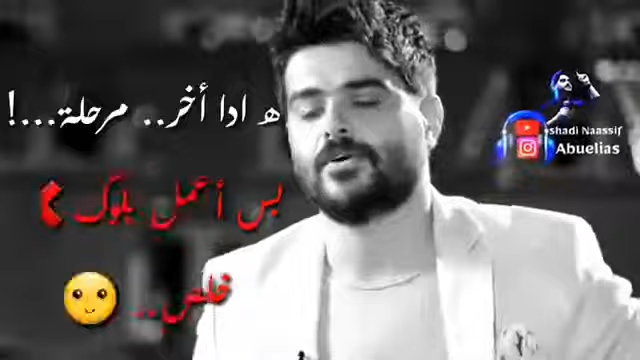 ه ادا أخر.. مرحلة...!
بس أعمل بلوك
خلص..
shadi Naassif
Abuelias